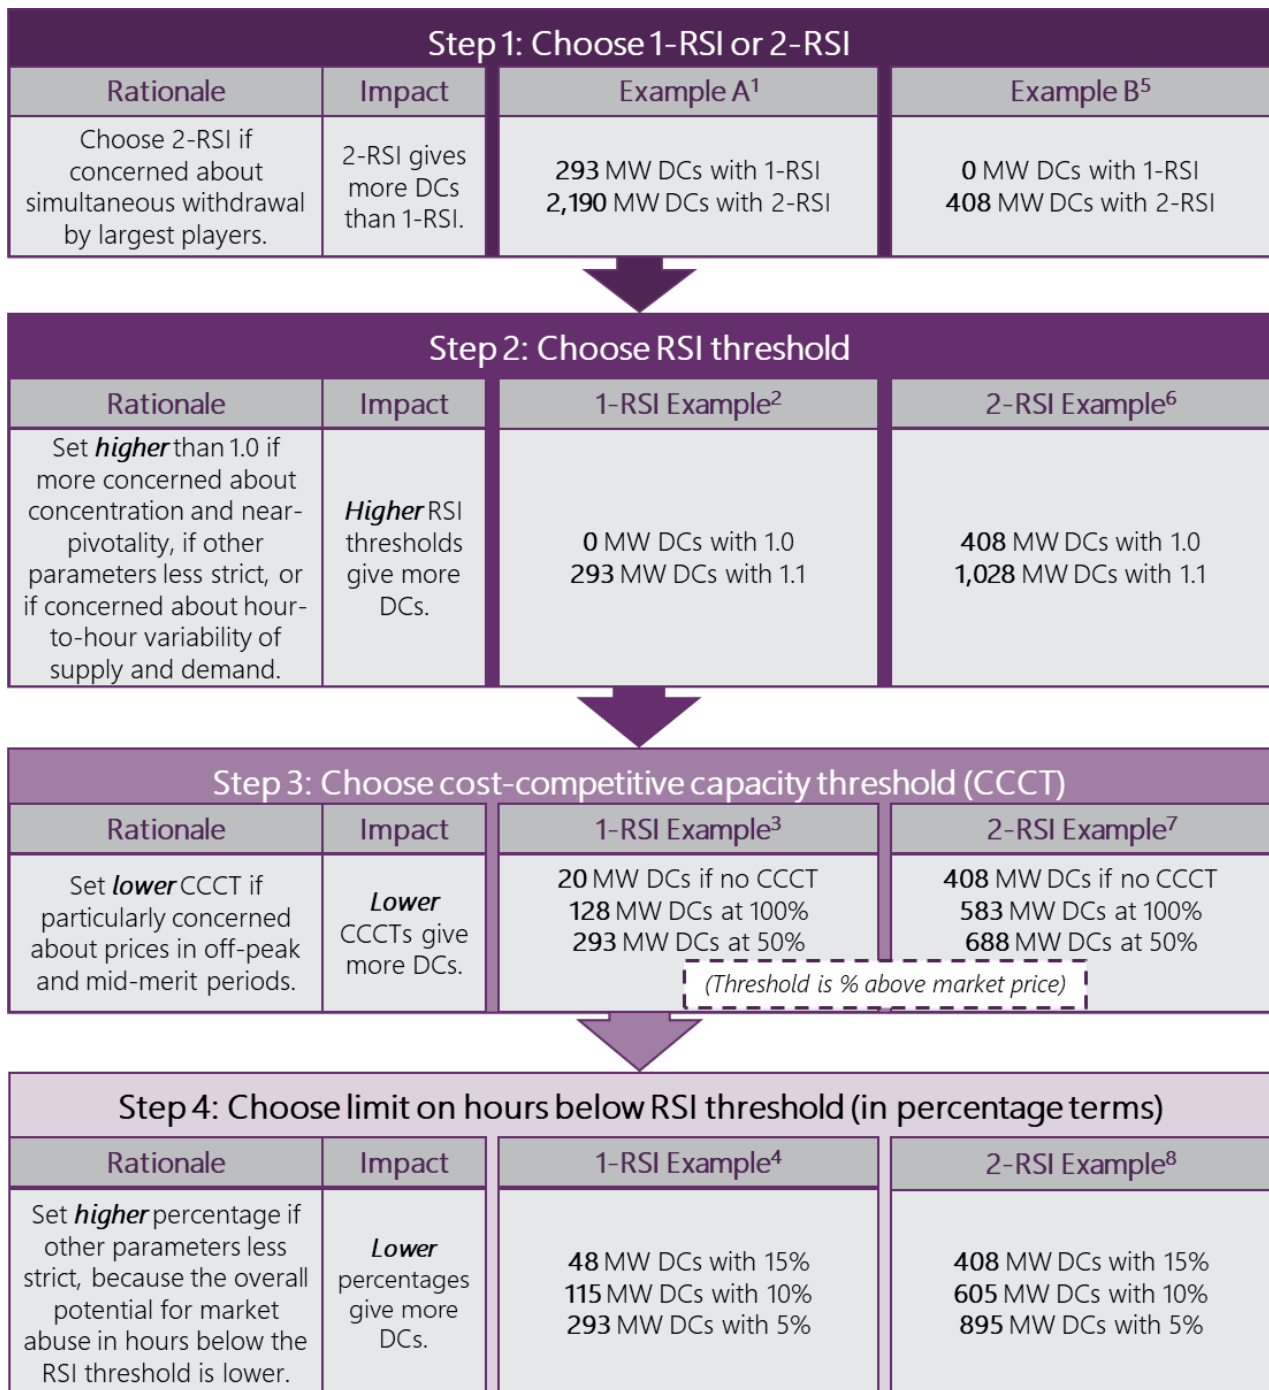 Step 1: Choose 1-RSI or 2-RSI
Rationale
Impact
Example A¹
Example B⁵
Choose 2-RSI if
concerned about
simultaneous withdrawal
by largest players.
2-RSI gives
more DCs
than 1-RSI.
293 MW DCs with 1-RSI
2,190 MW DCs with 2-RSI
0 MW DCs with 1-RSI
408 MW DCs with 2-RSI
Step 2: Choose RSI threshold
Rationale
Impact
1-RSI Example²
2-RSI Example⁶
Set higher than 1.0 if
more concerned about
concentration and near-
pivotality, if other
parameters less strict, or
if concerned about hour-
to-hour variability of
supply and demand.
Higher RSI
thresholds
give more
DCs.
0 MW DCs with 1.0
293 MW DCs with 1.1
408 MW DCs with 1.0
1,028 MW DCs with 1.1
Step 3: Choose cost-competitive capacity threshold (CCCT)
Rationale
Impact
1-RSI Example³
2-RSI Example⁷
Set lower CCCT if
particularly concerned
about prices in off-peak
and mid-merit periods.
Lower
CCCTs give
more DCs.
20 MW DCs if no CCCT
128 MW DCs at 100%
293 MW DCs at 50%
408 MW DCs if no CCCT
583 MW DCs at 100%
688 MW DCs at 50%
(Threshold is % above market price)
Step 4: Choose limit on hours below RSI threshold (in percentage terms)
Rationale
Impact
1-RSI Example⁴
2-RSI Example⁸
Set higher percentage if
other parameters less
strict, because the overall
potential for market
abuse in hours below the
RSI threshold is lower.
Lower
percentages
give more
DCs.
48 MW DCs with 15%
115 MW DCs with 10%
293 MW DCs with 5%
408 MW DCs with 15%
605 MW DCs with 10%
895 MW DCs with 5%